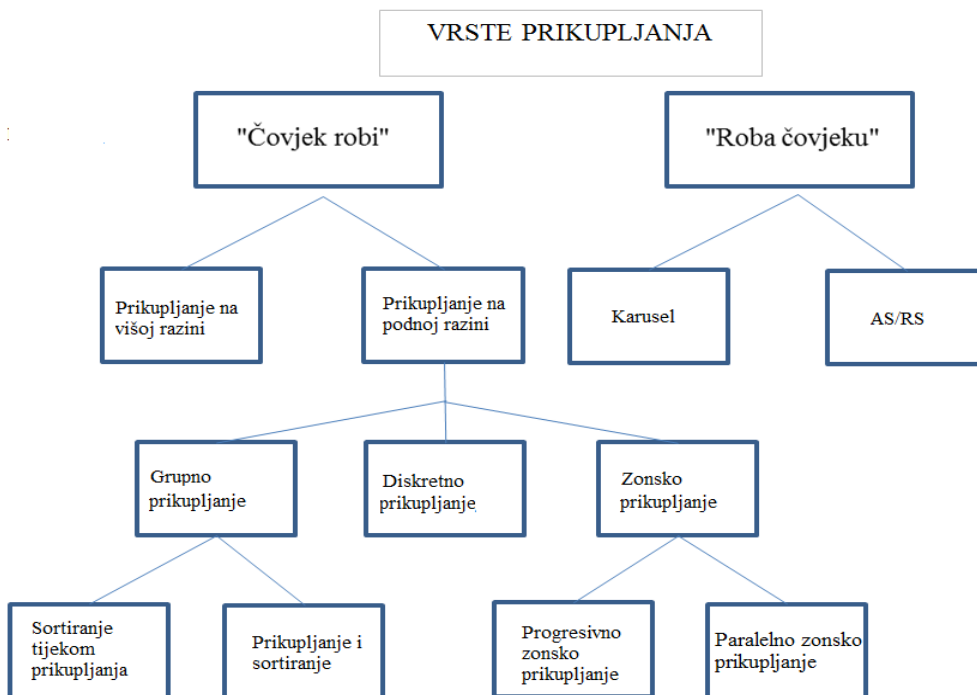 VRSTE PRIKUPLJANJA
"Čovjek robi"
"Roba čovjeku"
Prikupljanje na
višoj razini
Prikupljanje na
podnoj razini
Karusel
AS/RS
Grupno
prikupljanje
Diskretno
prikupljanje
Zonsko
prikupljanje
Sortiranje
tijekom
prikupljanja
Prikupljanje i
sortiranje
Progresivno
zonsko
prikupljanje
Paralelno zonsko
prikupljanje